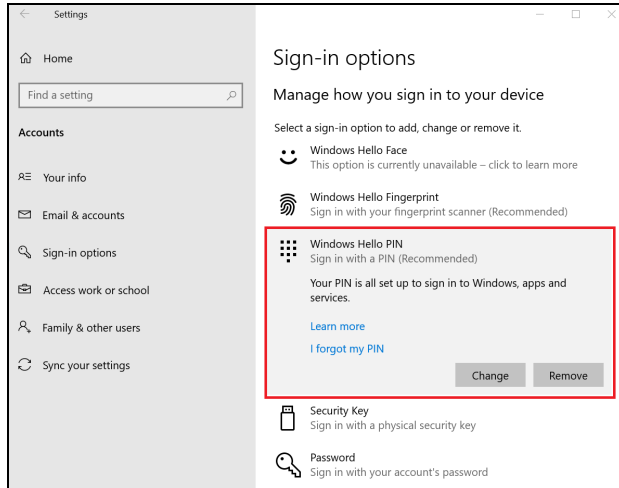 Settings
Home
Find a setting
Accounts
Your info
Email & accounts
Sign-in options
Access work or school
Family & other users
Sync your settings
Sign-in options
Manage how you sign in to your device
Select a sign-in option to add, change or remove it.
Windows Hello Face
This option is currently unavailable – click to learn more
Windows Hello Fingerprint
Sign in with your fingerprint scanner (Recommended)
Windows Hello PIN
Sign in with a PIN (Recommended)
Your PIN is all set up to sign in to Windows, apps and
services.
Learn more
I forgot my PIN
Change Remove
Security Key
Sign in with a physical security key
Password
Sign in with your account's password